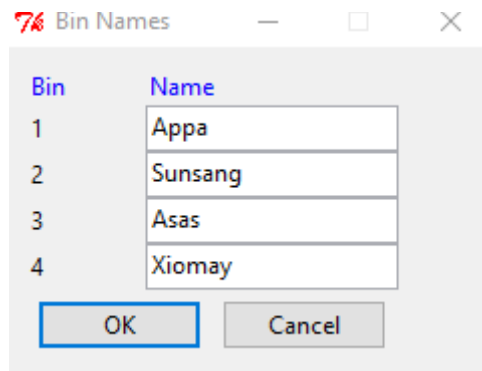 Bin Names
Bin Name
1 Appa
2 Sunsang
3 Asas
4 Xiomay
OK Cancel